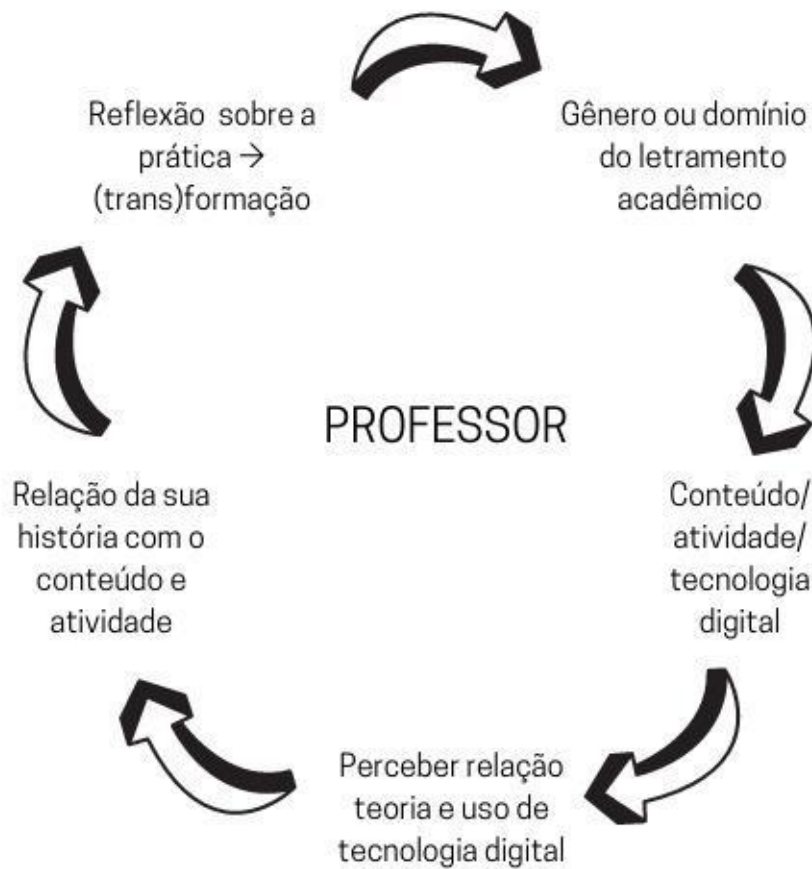 Reflexão sobre a
prática →
(trans)formação
Gênero ou domínio
do letramento
acadêmico
PROFESSOR
Conteúdo/
atividade/
tecnologia
digital
Perceber relação
teoria e uso de
tecnologia digital
Relação da sua
história com o
conteúdo e
atividade